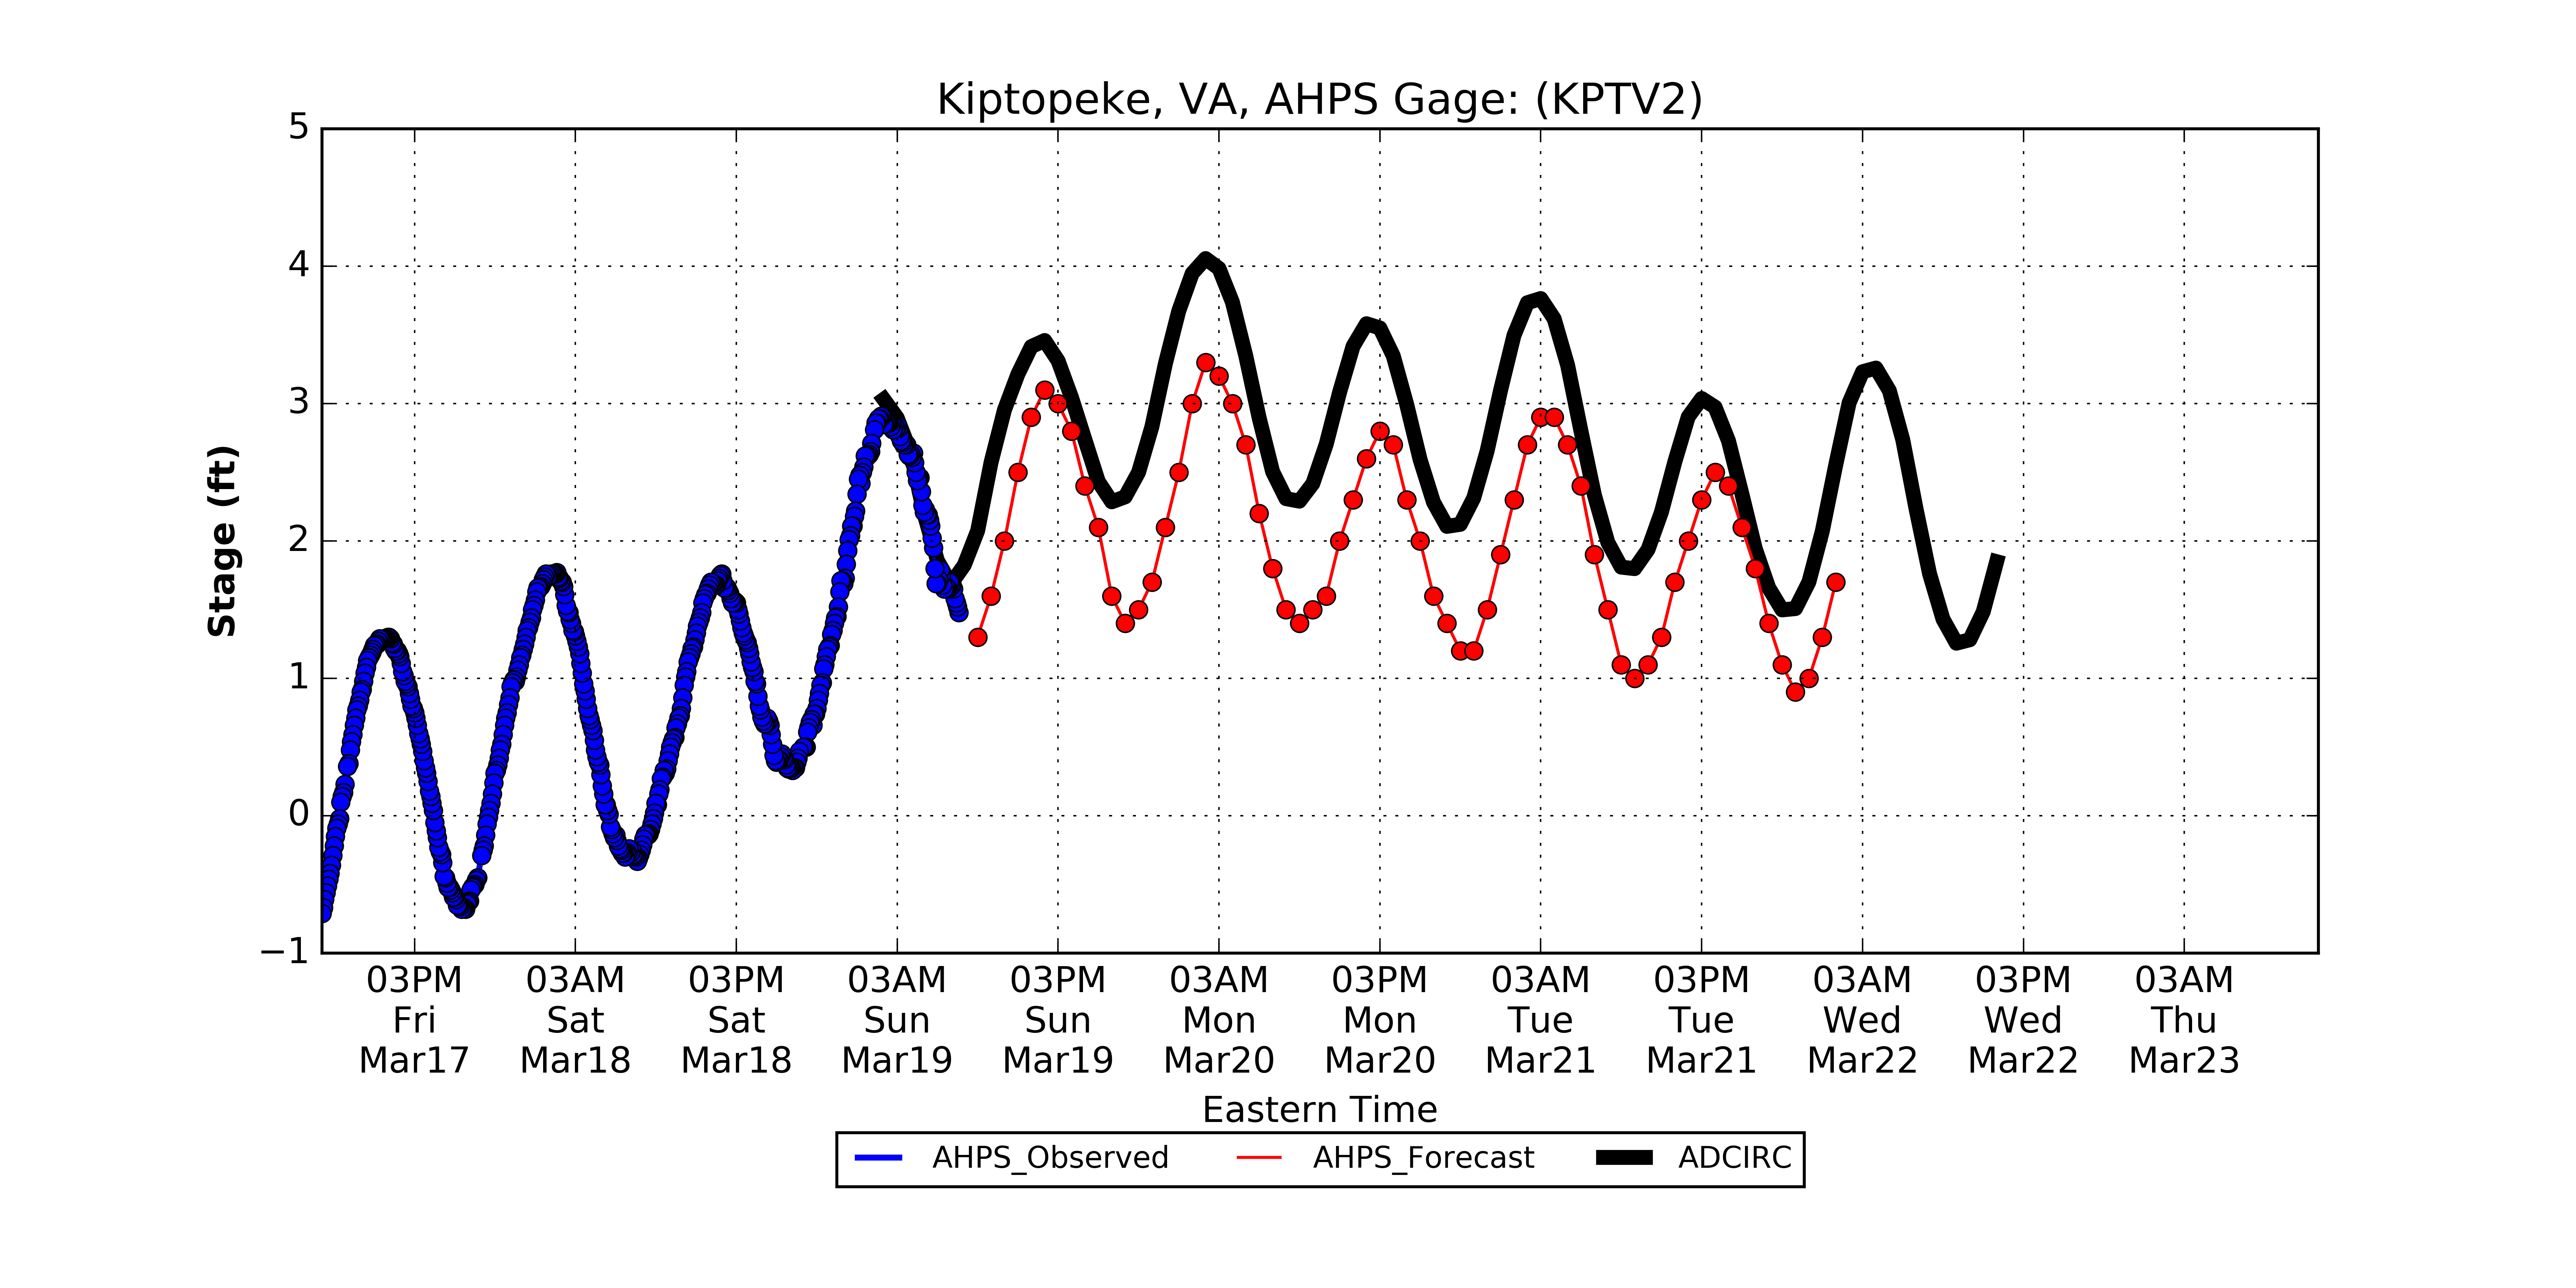 Kiptopeke, VA, AHPS Gage: (KPTV2)
5
4
3
2
1
0
−1
Stage (ft)
03PM 03AM 03PM 03AM 03PM 03AM 03PM 03AM 03PM 03AM 03PM 03AM
Fri Sat Sat Sun Sun Mon Mon Tue Tue Wed Wed Thu
Mar17 Mar18 Mar18 Mar19 Mar19 Mar20 Mar20 Mar21 Mar21 Mar22 Mar22 Mar23
Eastern Time
AHPS_Observed AHPS_Forecast ADCIRC